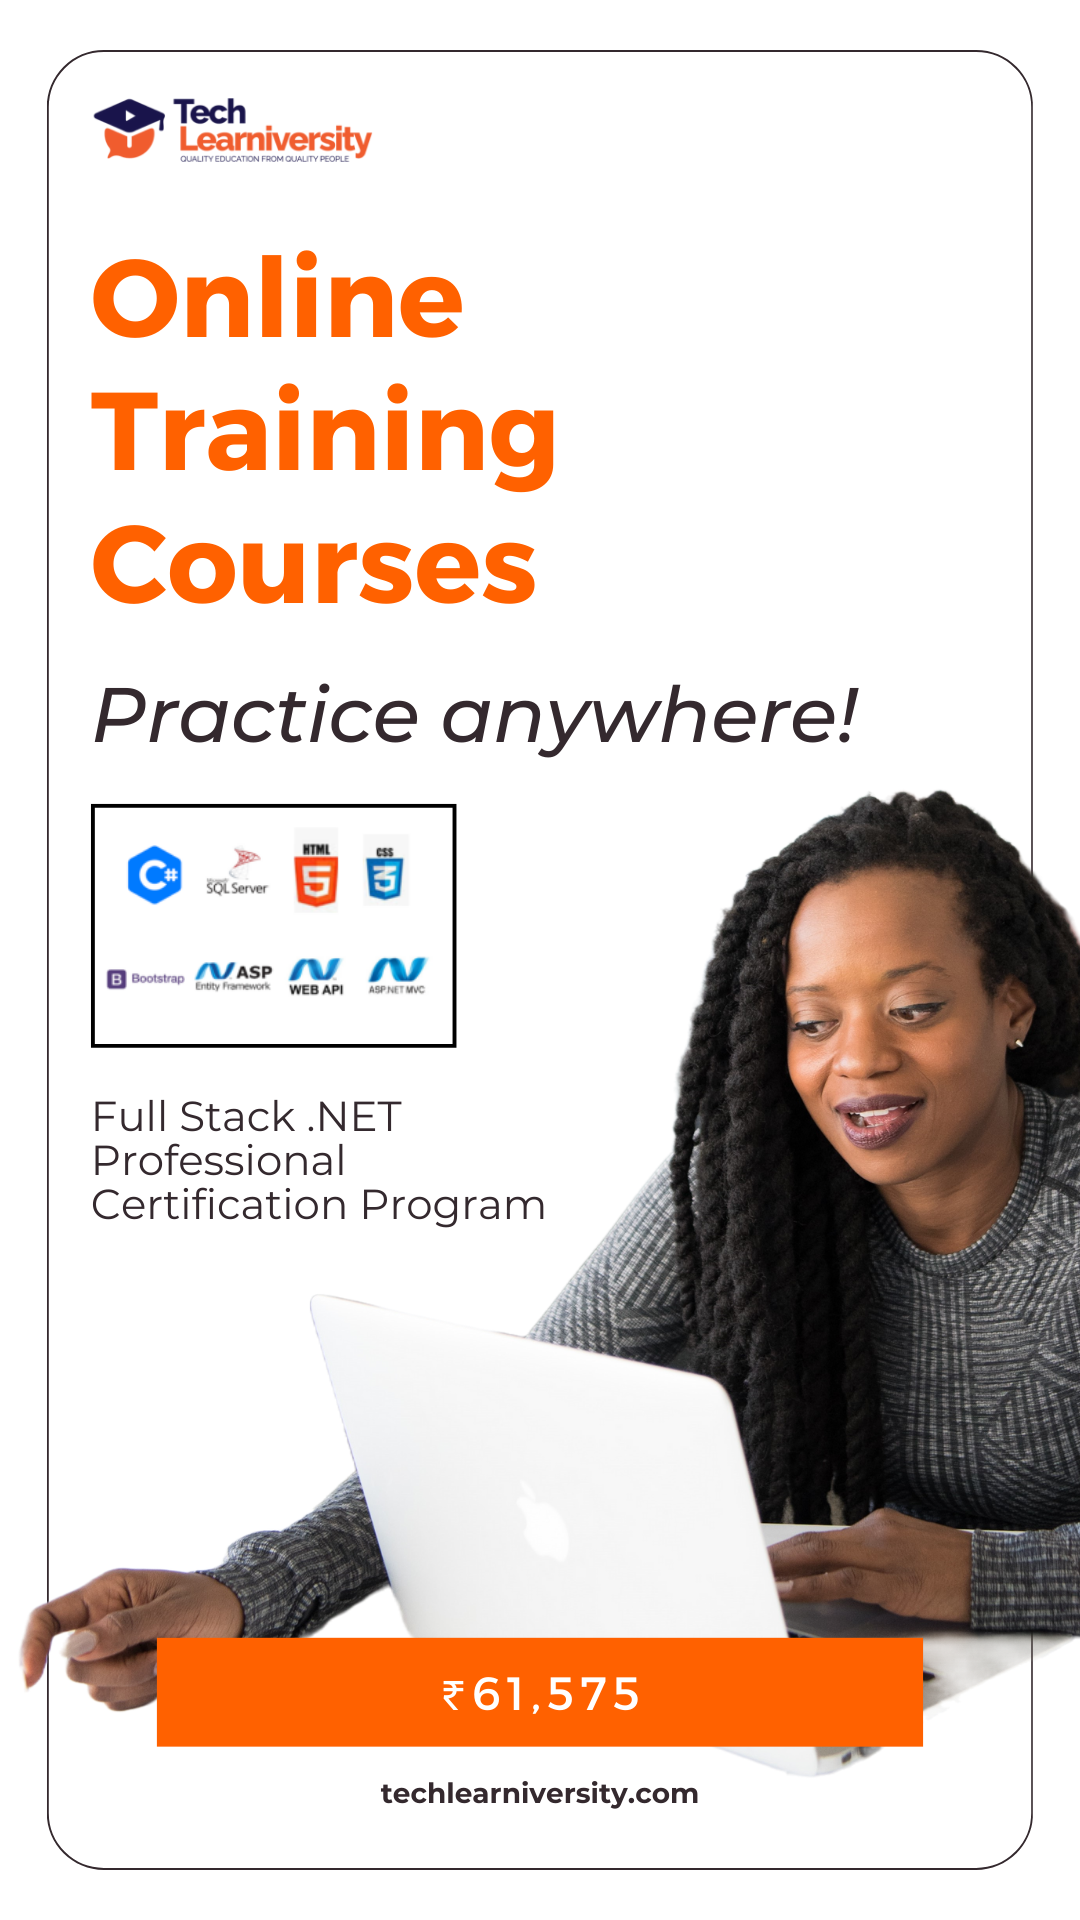 Tech
Learniversity
QUALITY EDUCATION FROM QUALITY PEOPLE
Online
Training
Courses
Practice anywhere!
C#
Microsoft
SQL Server
HTML
5
CSS
3
B Bootstrap
ASP
Entity Framework
WEB API
ASP.NET MVC
Full Stack .NET
Professional
Certification Program
₹61,575
techlearniversity.com